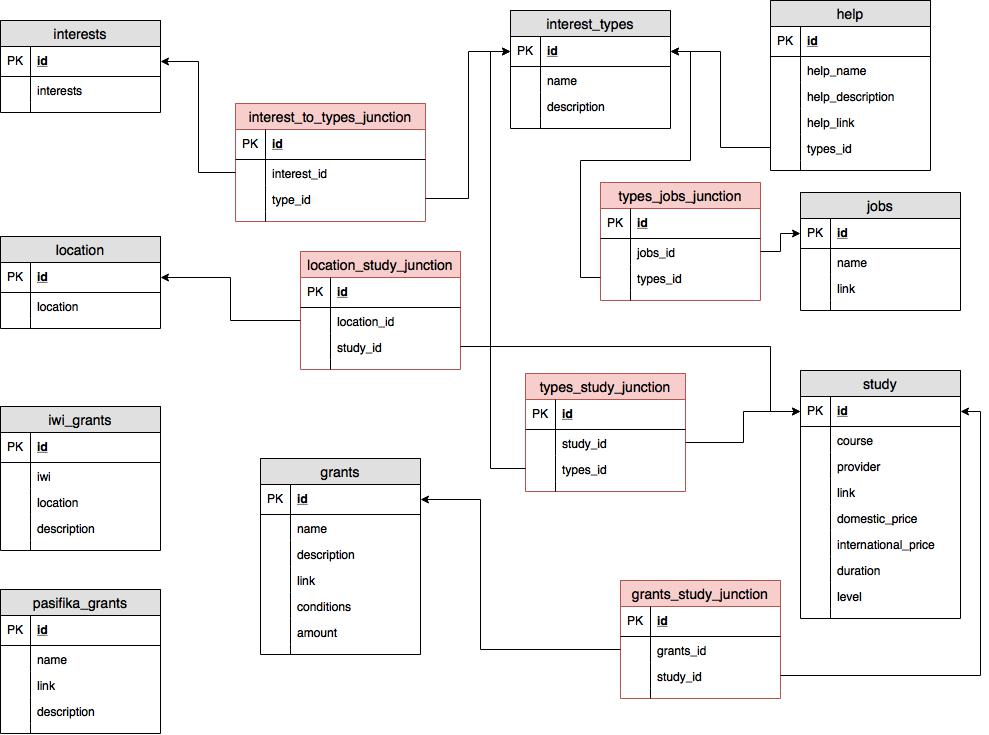 interests
PK id
interests
interest_types
PK id
name
description
help
PK id
help_name
help_description
help_link
types_id
interest_to_types_junction
PK id
interest_id
type_id
types_jobs_junction
PK id
jobs_id
types_id
jobs
PK id
name
link
location
PK id
location
location_study_junction
PK id
location_id
study_id
types_study_junction
PK id
study_id
types_id
study
PK id
course
provider
link
domestic_price
international_price
duration
level
iwi_grants
PK id
iwi
location
description
grants
PK id
name
description
link
conditions
amount
grants_study_junction
PK id
grants_id
study_id
pasifika_grants
PK id
name
link
description